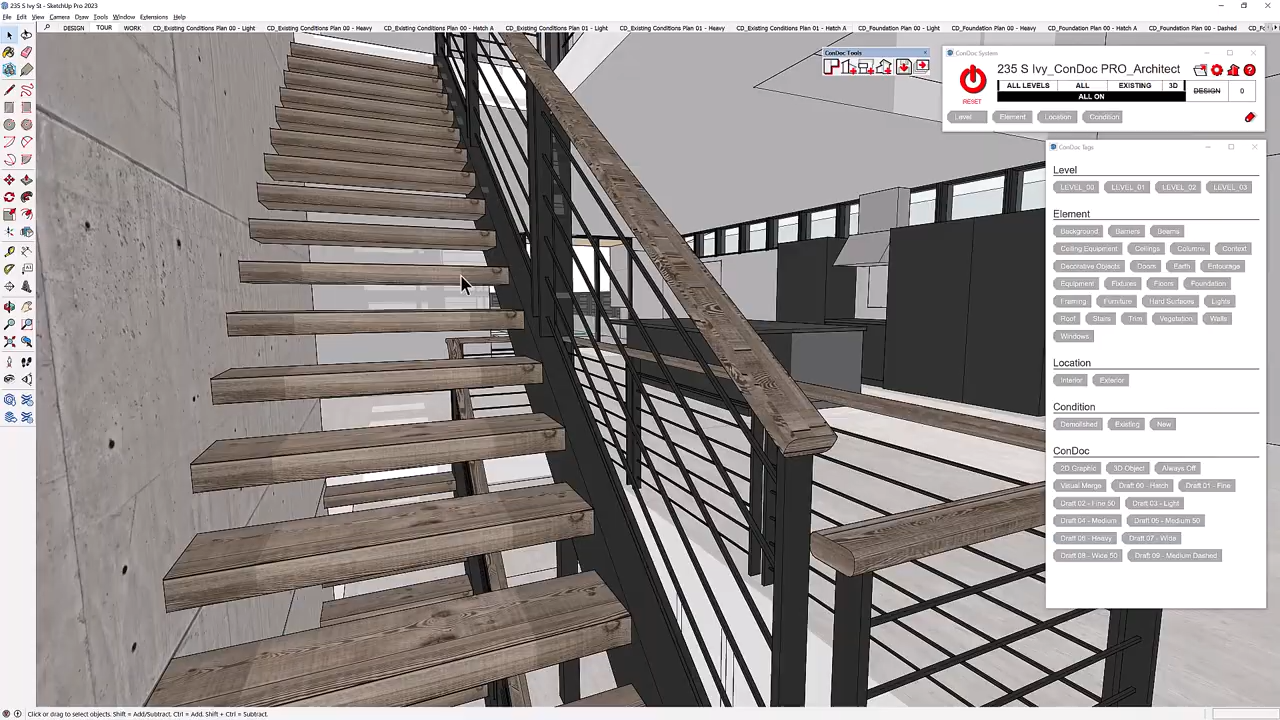 235 S Ivy St - SketchUp Pro 2023
File Edit View Camera Draw Tools Window Extensions Help
DESIGN TOUR WORK CD_Existing Conditions Plan 00 - Light CD_Existing Conditions Plan 00 - Heavy CD_Existing Conditions Plan 00 - Hatch A CD_Existing Conditions Plan 01 - Light CD_Existing Conditions Plan 01 - Heavy CD_Existing Conditions Plan 01 - Hatch A CD_Foundation Plan 00 - Light CD_Foundation Plan 00 - Heavy CD_Foundation Plan 00 - Hatch A
ConDoc Tools
ConDoc System
235 S Ivy_ConDoc PRO_Architect
RESET
ALL LEVELS ALL EXISTING 3D
ALL ON
DESIGN 0
Level Element Location Condition
ConDoc Tags
Level
LEVEL_00 LEVEL_01 LEVEL_02 LEVEL_03
Element
Background Barriers Beams
Ceiling Equipment Ceilings Columns Context
Decorative Objects Doors Earth Entourage
Equipment Fixtures Floors Foundation
Framing Furniture Hard Surfaces Lights
Roof Stairs Trim Vegetation Walls
Windows
Location
Interior Exterior
Condition
Demolished Existing New
ConDoc
2D Graphic 3D Object Always Off
Visual Merge Draft 00 - Hatch Draft 01 - Fine
Draft 02 - Fine 50 Draft 03 - Light
Draft 04 - Medium Draft 05 - Medium 50
Draft 06 - Heavy Draft 07 - Wide
Draft 08 - Wide 50 Draft 09 - Medium Dashed
Click or drag to select objects. Shift = Add/Subtract. Ctrl = Add. Shift + Ctrl = Subtract.